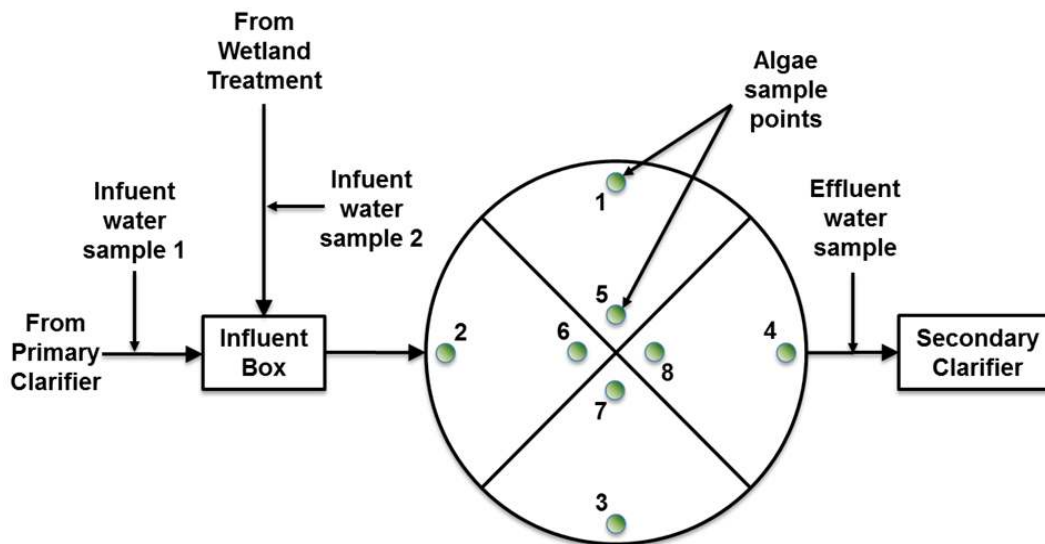 From
Wetland
Treatment
Algae
sample
points
Infuent
water
sample 1
Infuent
water
sample 2
Effluent
water
sample
From
Primary
Clarifier
Influent
Box
Secondary
Clarifier
1
5
2
6
4
8
7
3